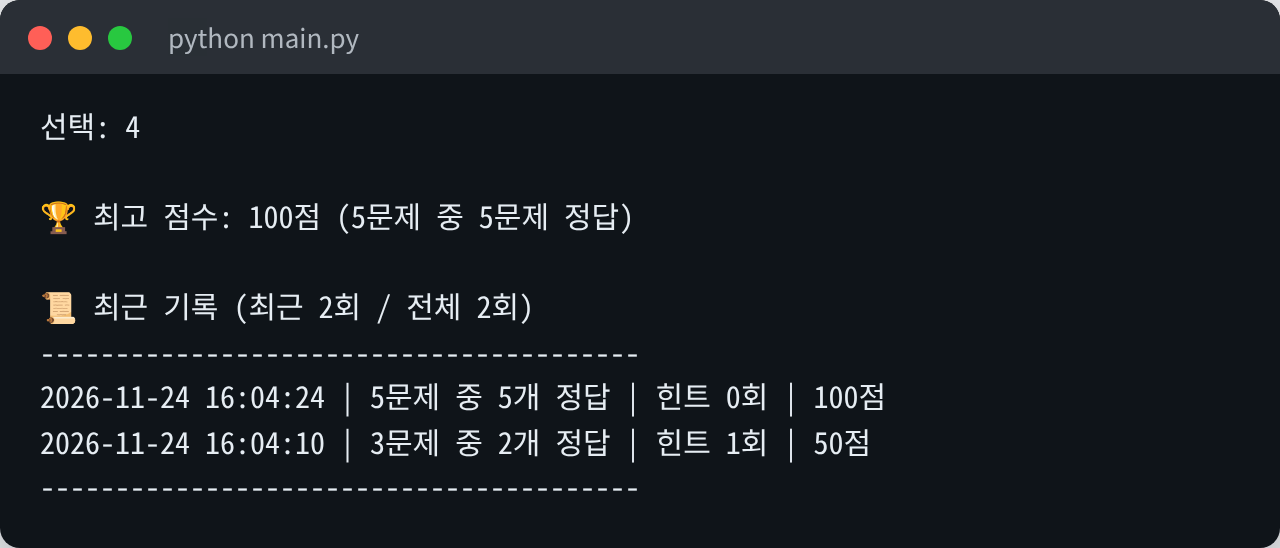 python main.py
선택: 4
🏆 최고 점수: 100점 (5문제 중 5문제 정답)
📜 최근 기록 (최근 2회 / 전체 2회)
----------------------------------------
2026-11-24 16:04:24 | 5문제 중 5개 정답 | 힌트 0회 | 100점
2026-11-24 16:04:10 | 3문제 중 2개 정답 | 힌트 1회 | 50점
----------------------------------------